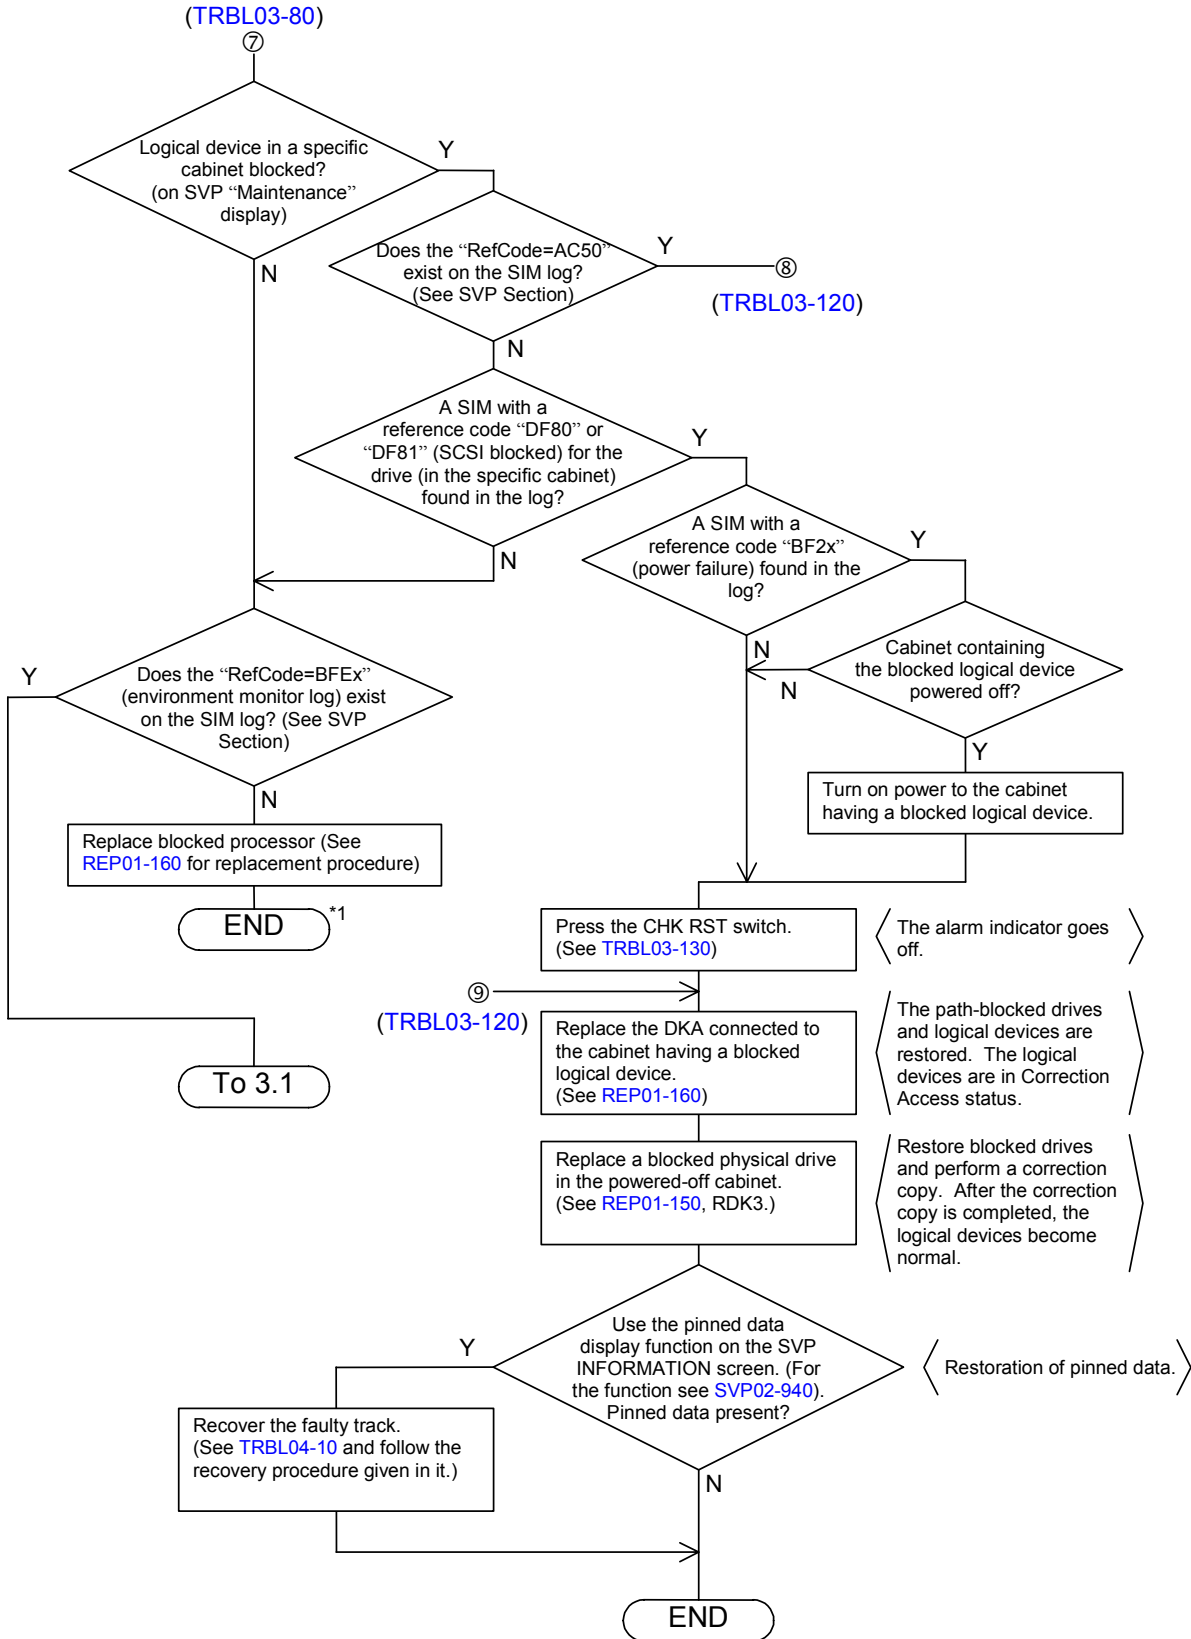 (TRBL03-80)
⑦
Logical device in a specific
cabinet blocked?
(on SVP “Maintenance”
display)
Y
N
Does the “RefCode=AC50”
exist on the SIM log?
(See SVP Section)
Y
⑧
(TRBL03-120)
N
A SIM with a
reference code “DF80” or
“DF81” (SCSI blocked) for the
drive (in the specific cabinet)
found in the log?
Y
N
A SIM with a
reference code “BF2x”
(power failure) found in the
log?
Y
N
Cabinet containing
the blocked logical device
powered off?
N
Y
Turn on power to the cabinet
having a blocked logical device.
Y
Does the “RefCode=BFEx”
(environment monitor log) exist
on the SIM log? (See SVP
Section)
N
Replace blocked processor (See
REP01-160 for replacement procedure)
END
*1
To 3.1
Press the CHK RST switch.
(See TRBL03-130)
The alarm indicator goes
off.
⑨
(TRBL03-120)
Replace the DKA connected to
the cabinet having a blocked
logical device.
(See REP01-160)
The path-blocked drives
and logical devices are
restored. The logical
devices are in Correction
Access status.
Replace a blocked physical drive
in the powered-off cabinet.
(See REP01-150, RDK3.)
Restore blocked drives
and perform a correction
copy. After the correction
copy is completed, the
logical devices become
normal.
Use the pinned data
display function on the SVP
INFORMATION screen. (For
the function see SVP02-940).
Pinned data present?
Y
Restoration of pinned data.
Recover the faulty track.
(See TRBL04-10 and follow the
recovery procedure given in it.)
N
END